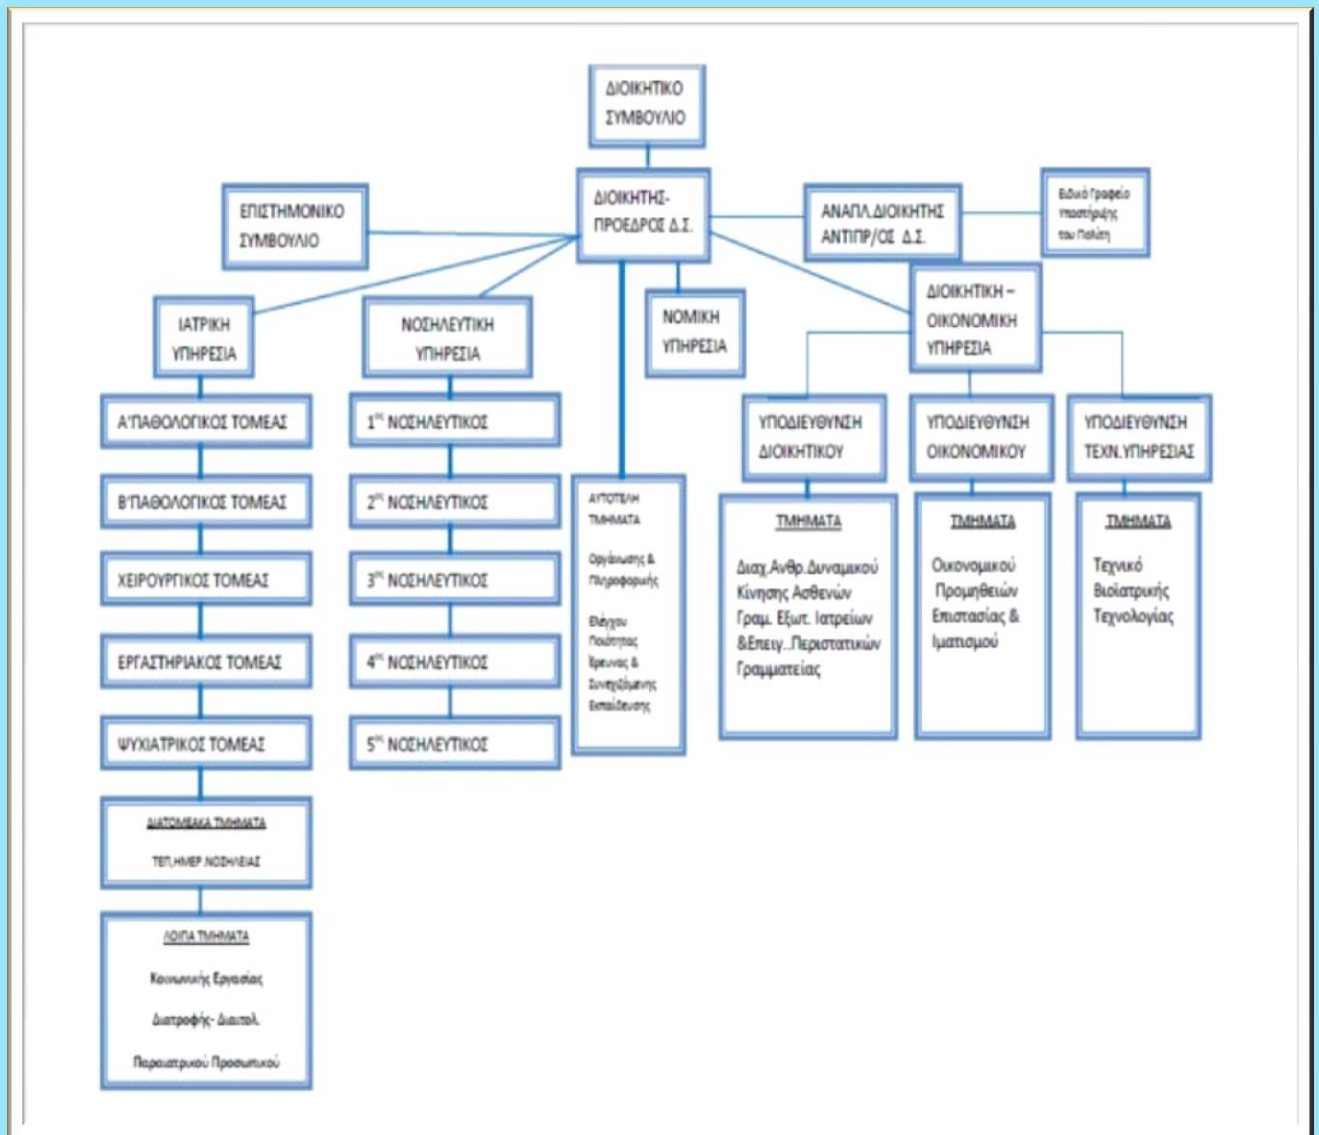 ΔΙΟΙΚΗΤΙΚΟ
ΣΥΜΒΟΥΛΙΟ
ΔΙΟΙΚΗΤΗΣ-
ΠΡΟΕΔΡΟΣ Δ.Σ.
ΕΠΙΣΤΗΜΟΝΙΚΟ
ΣΥΜΒΟΥΛΙΟ
ΑΝΑΠΛ.ΔΙΟΙΚΗΤΗΣ
ΑΝΤΙΠΡ/ΟΣ Δ.Σ.
Ειδικό Γραφείο
Υποστήριξης
του Πολίτη
ΙΑΤΡΙΚΗ
ΥΠΗΡΕΣΙΑ
ΝΟΣΗΛΕΥΤΙΚΗ
ΥΠΗΡΕΣΙΑ
ΝΟΜΙΚΗ
ΥΠΗΡΕΣΙΑ
ΔΙΟΙΚΗΤΙΚΗ –
ΟΙΚΟΝΟΜΙΚΗ
ΥΠΗΡΕΣΙΑ
Α'ΠΑΘΟΛΟΓΙΚΟΣ ΤΟΜΕΑΣ
Β'ΠΑΘΟΛΟΓΙΚΟΣ ΤΟΜΕΑΣ
ΧΕΙΡΟΥΡΓΙΚΟΣ ΤΟΜΕΑΣ
ΕΡΓΑΣΤΗΡΙΑΚΟΣ ΤΟΜΕΑΣ
ΨΥΧΙΑΤΡΙΚΟΣ ΤΟΜΕΑΣ
ΔΙΑΤΟΜΕΑΚΑ ΤΜΗΜΑΤΑ
ΤΕΠ,ΗΜΕΡ.ΝΟΣΗΛΕΙΑΣ
ΛΟΙΠΑ ΤΜΗΜΑΤΑ
Κοινωνικής Εργασίας
Διατροφής- Διαιτολ.
Παραιατρικού Προσωπικού
1ος ΝΟΣΗΛΕΥΤΙΚΟΣ
2ος ΝΟΣΗΛΕΥΤΙΚΟΣ
3ος ΝΟΣΗΛΕΥΤΙΚΟΣ
4ος ΝΟΣΗΛΕΥΤΙΚΟΣ
5ος ΝΟΣΗΛΕΥΤΙΚΟΣ
ΑΥΤΟΤΕΛΗ
ΤΜΗΜΑΤΑ
Οργάνωσης &
Πληροφορικής
Ελέγχου
Ποιότητας
Έρευνας &
Συνεχιζόμενης
Εκπαίδευσης
ΥΠΟΔΙΕΥΘΥΝΣΗ
ΔΙΟΙΚΗΤΙΚΟΥ
ΤΜΗΜΑΤΑ
Διαχ.Ανθρ.Δυναμικού
Κίνησης Ασθενών
Γραμ. Εξωτ. Ιατρείων
&Επειγ..Περιστατικών
Γραμματείας
ΥΠΟΔΙΕΥΘΥΝΣΗ
ΟΙΚΟΝΟΜΙΚΟΥ
ΤΜΗΜΑΤΑ
Οικονομικού
Προμηθειών
Επιστασίας &
Ιματισμού
ΥΠΟΔΙΕΥΘΥΝΣΗ
ΤΕΧΝ.ΥΠΗΡΕΣΙΑΣ
ΤΜΗΜΑΤΑ
Τεχνικό
Βιοϊατρικής
Τεχνολογίας